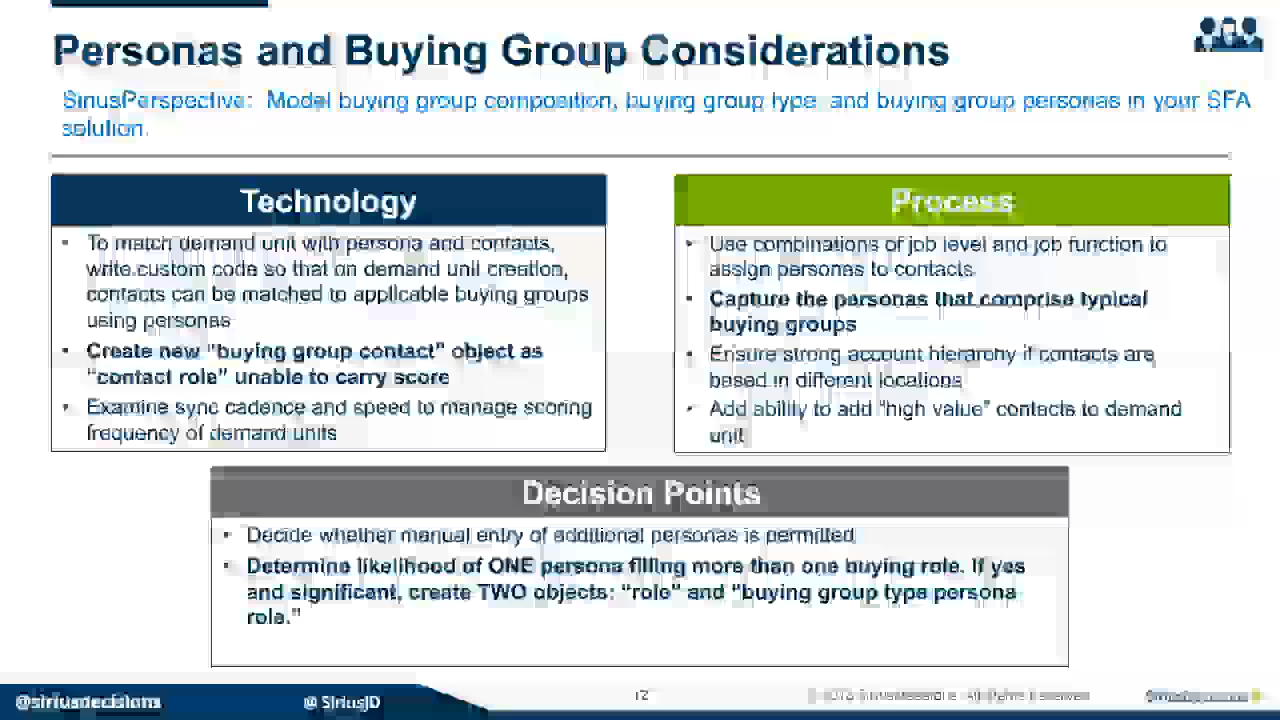 Personas and Buying Group Considerations
SiriusPerspective: Model buying group composition, buying group type, and buying group personas in your SFA
solution.
Technology
• To match demand unit with persona and contacts,
write custom code so that on demand unit creation,
contacts can be matched to applicable buying groups
using personas
• Create new "buying group contact" object as
"contact role" unable to carry score
• Examine sync cadence and speed to manage scoring
frequency of demand units
Process
• Use combinations of job level and job function to
assign personas to contacts
• Capture the personas that comprise typical
buying groups
• Ensure strong account hierarchy if contacts are
based in different locations
• Add ability to add "high value" contacts to demand
unit
Decision Points
• Decide whether manual entry of additional personas is permitted
• Determine likelihood of ONE persona filling more than one buying role. If yes
and significant, create TWO objects: "role" and "buying group type persona
role."
@siriusdecisions
@SiriusJD
12
All Rights Reserved